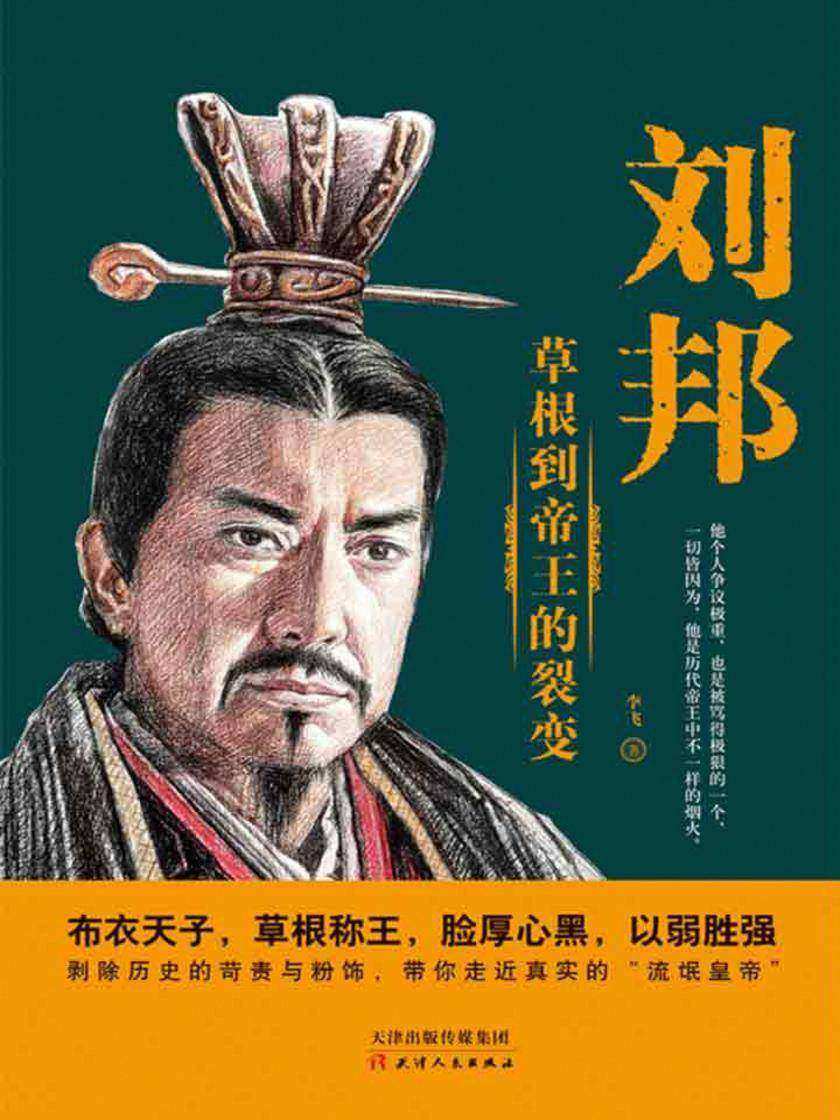 刘邦
草根到帝王的裂变
他个人争议极重，也是被骂得极狠的一个，
一切皆因为，他是历代帝王中不一样的烟火。
李飞 著
布衣天子，草根称王，脸厚心黑，以弱胜强
剥除历史的苛责与粉饰，带你走近真实的“流氓皇帝”
天津出版传媒集团
天津人民出版社